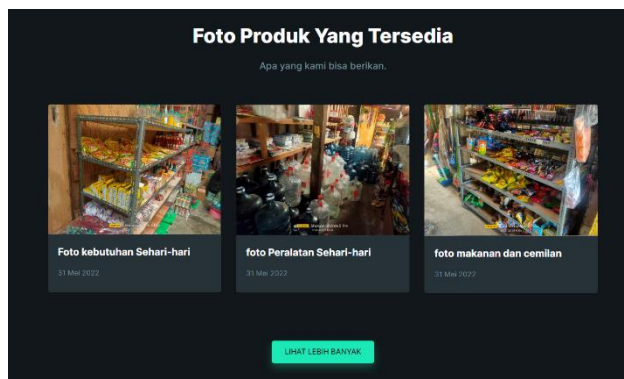 Foto Produk Yang Tersedia
Apa yang kami bisa berikan.
Foto kebutuhan Sehari-hari
31 Mei 2022
foto Peralatan Sehari-hari
31 Mei 2022
foto makanan dan cemilan
31 Mei 2022
LIHAT LEBIH BANYAK